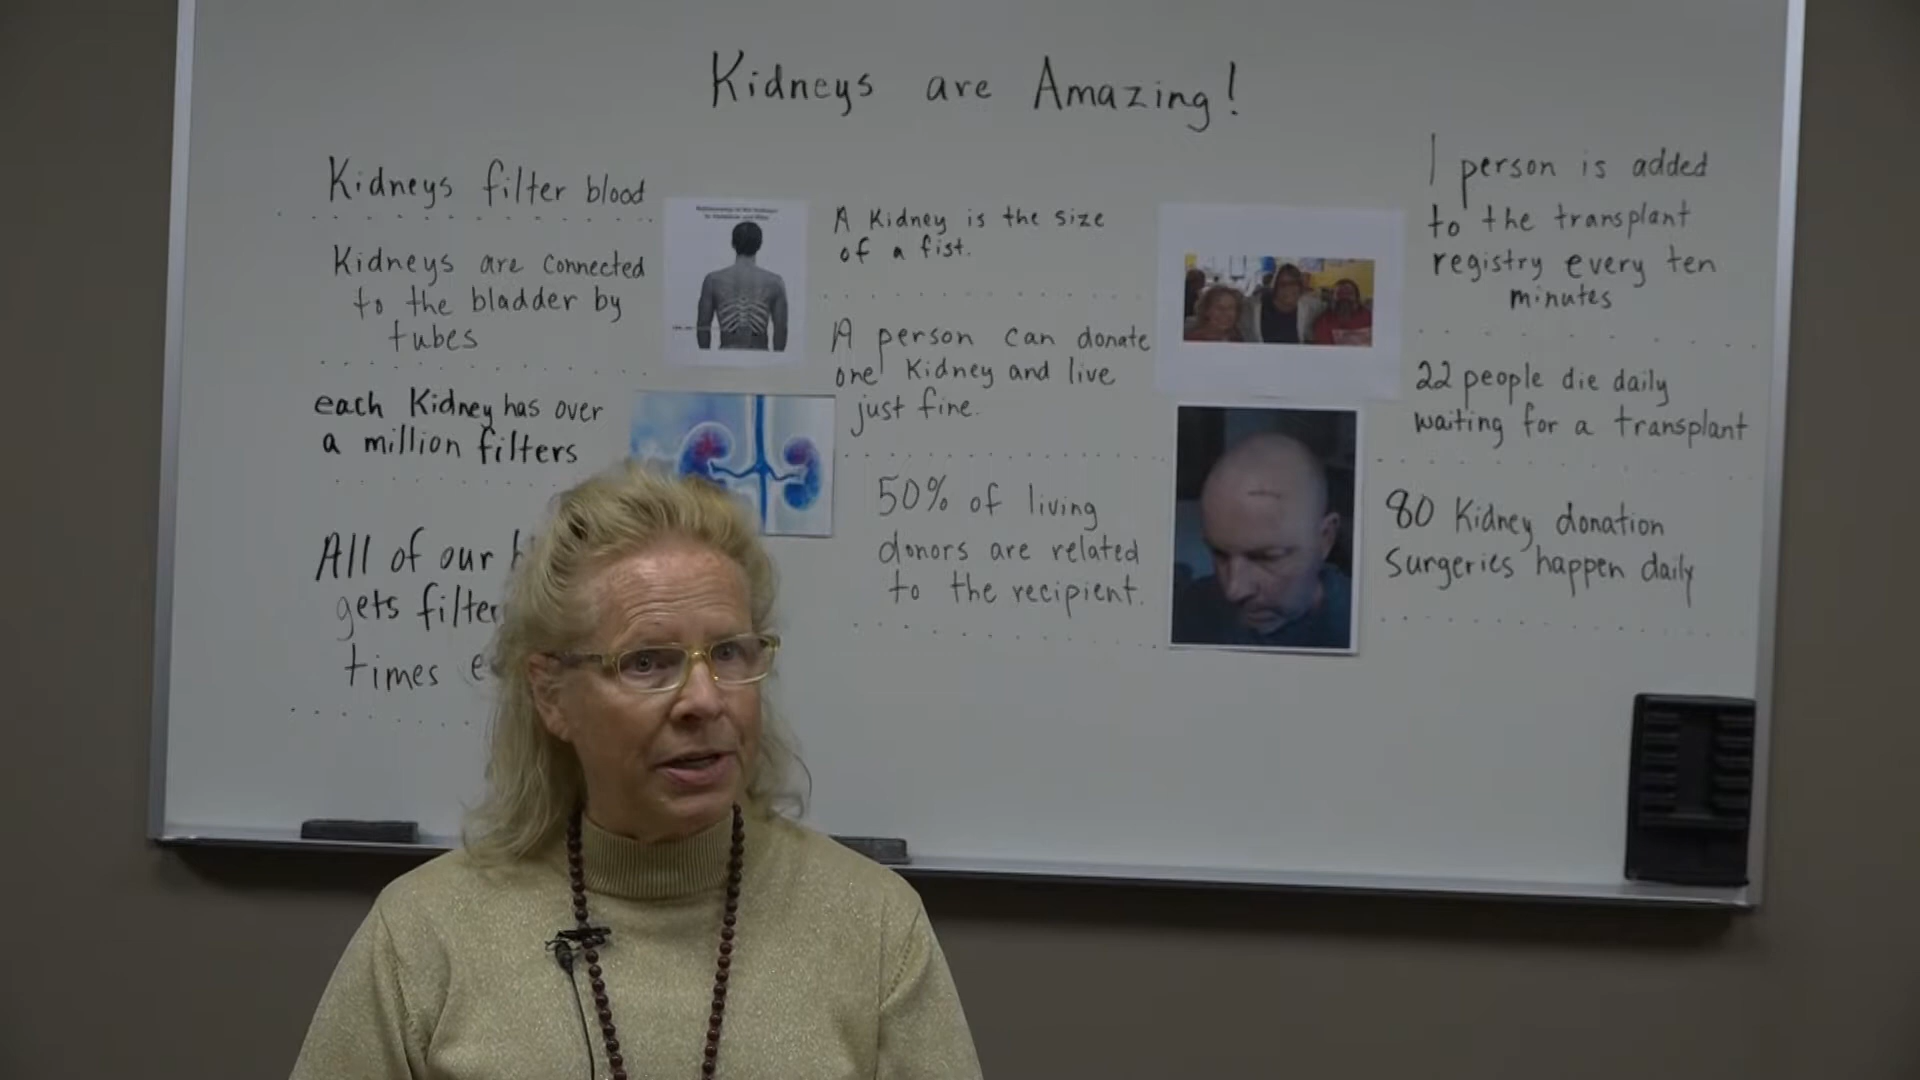 Kidneys are Amazing!
Kidneys filter blood
Kidneys are connected
to the bladder by
tubes
each Kidney has over
a million filters
All of our
gets
times
A Kidney is the size
of a fist.
A person can donate
one Kidney and live
just fine.
50% of living
donors are related
to the recipient.
1 person is added
to the transplant
registry every ten
minutes
22 people die daily
waiting for a transplant
80 Kidney donation
surgeries happen daily